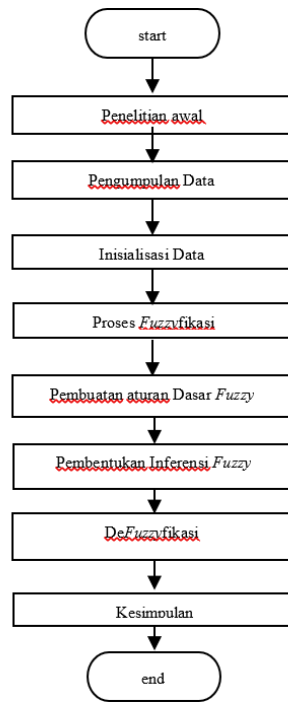 start
Penelitian awal
Pengumpulan Data
Inisialisasi Data
Proses Fuzzyfikasi
Pembuatan aturan Dasar Fuzzy
Pembentukan Inferensi Fuzzy
DeFuzzyfikasi
Kesimpulan
end